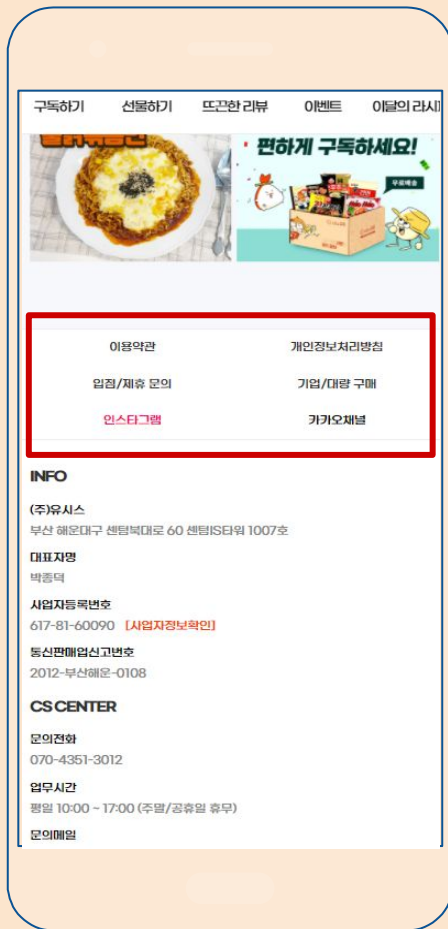 구독하기 선물하기 뜨끈한 리뷰 이벤트 이달의 라시
편하게 구독하세요!
무료배송
이용약관 개인정보처리방침
입점/제휴 문의 기업/대량 구매
인스타그램 카카오채널
INFO
(주)유시스
부산 해운대구 센텀북대로 60 센텀IS타워 1007호
대표자명
박종덕
사업자등록번호
617-81-60090 [사업자정보확인]
통신판매업신고번호
2012-부산해운-0108
CS CENTER
문의전화
070-4351-3012
업무시간
평일 10:00 ~ 17:00 (주말/공휴일 휴무)
문의메일